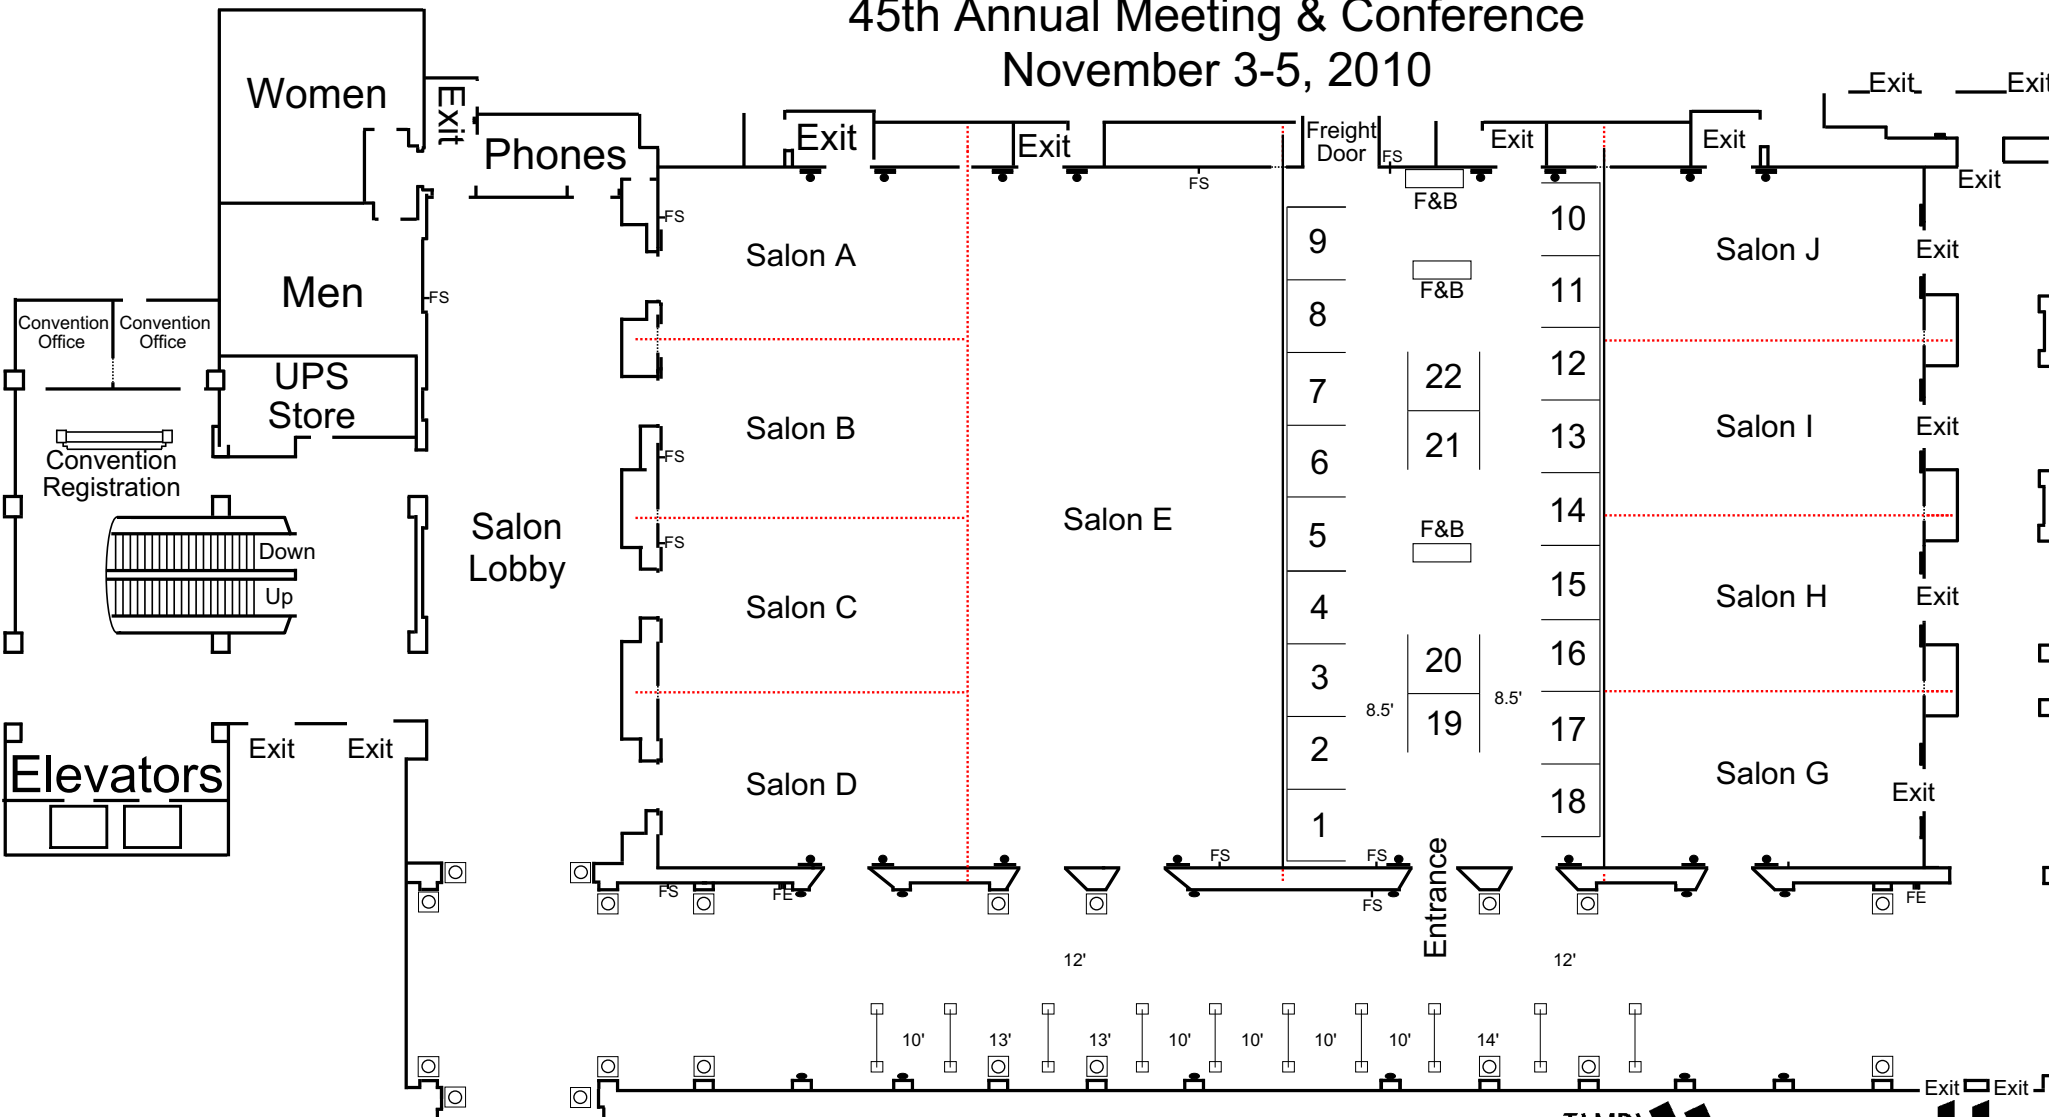 45th Annual Meeting & Conference
November 3-5, 2010
Women
Exit
Phones
Exit
Exit
Freight
Door
FS
Exit
Exit
Exit
Exit
Exit
FS
F&B
FS
Men
FS
Salon A
9
F&B
10
Salon J
Exit
Convention
Office
Convention
Office
8
11
UPS
Store
7
22
12
Convention
Registration
Salon B
FS
6
21
13
Salon I
Exit
Salon
Lobby
Down
Up
FS
Salon E
5
F&B
14
Salon C
4
15
Salon H
Exit
3
20
16
8.5'
8.5'
Elevators
Exit
Exit
Salon D
2
19
17
Salon G
Exit
1
18
FS
FS
Entrance
FS
FE
FS
FE
12'
12'
10'
13'
13'
10'
10'
10'
10'
14'
Exit
Exit